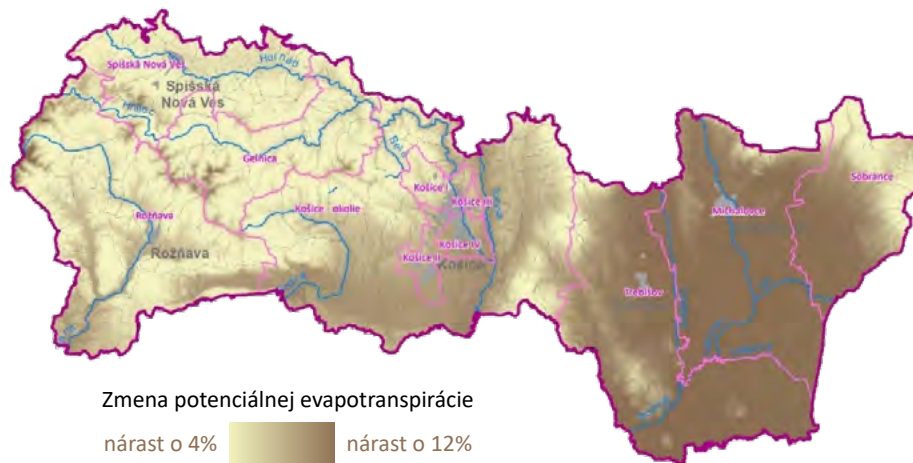 Spišská Nová Ves
Hornád
Spišská
Nová Ves
Hnilec
Gelnica
Košice I
Košice III
Košice - okolie
Košice IV
Košice II
Košice
Rožňava
Rožňava
Michalovce
Sobrance
Trebišov
Zmena potenciálnej evapotranspirácie
nárast o 4%
nárast o 12%